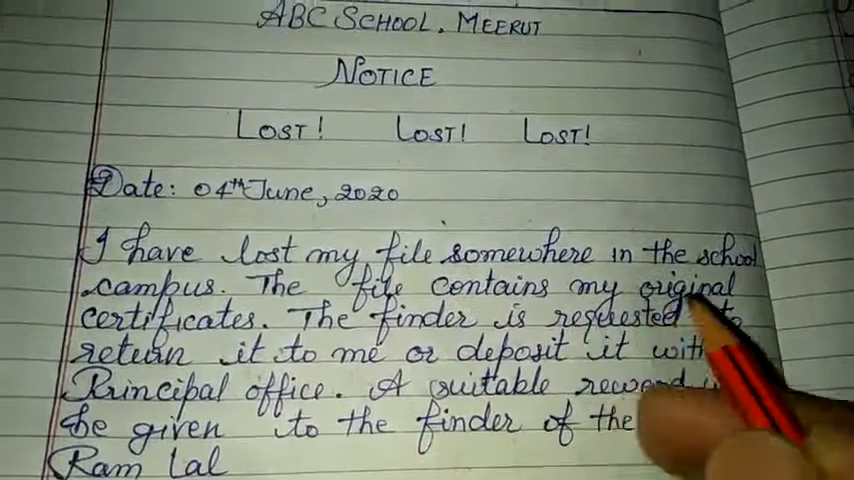 ABC SCHOOL. MEERUT
NOTICE
LOST! LOST! LOST!
Date: 04th June, 2020
I have lost my file somewhere in the school
campus. The file contains my original
certificates. The finder is requested to
return it to me or deposit it with
Principal office. A suitable reward
be given to the finder of the
Ram Lal